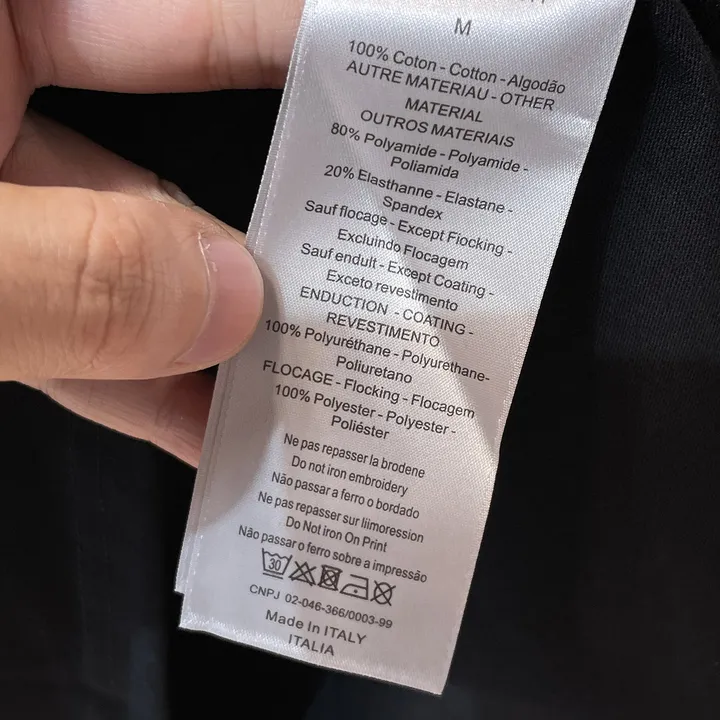 M
100% Coton - Cotton - Algodão
AUTRE MATERIAU - OTHER
MATERIAL
OUTROS MATERIAIS
80% Polyamide - Polyamide -
Poliamida
20% Elasthanne - Elastane -
Spandex
Sauf flocage - Except Flocking -
Excluindo Flocagem
Sauf endult - Except Coating -
Exceto revestimento
ENDUCTION - COATING -
REVESTIMENTO
100% Polyuréthane - Polyurethane-
Poliuretano
FLOCAGE - Flocking - Flocagem
100% Polyester - Polyester -
Poliéster
Ne pas repasser la brodene
Do not iron embroidery
Não passar a ferro o bordado
Ne pas repasser sur liimoression
Do Not Iron On Print
Não passar o ferro sobre a impressão
30
CNPJ 02-046-366/0003-99
Made In ITALY
ITALIA